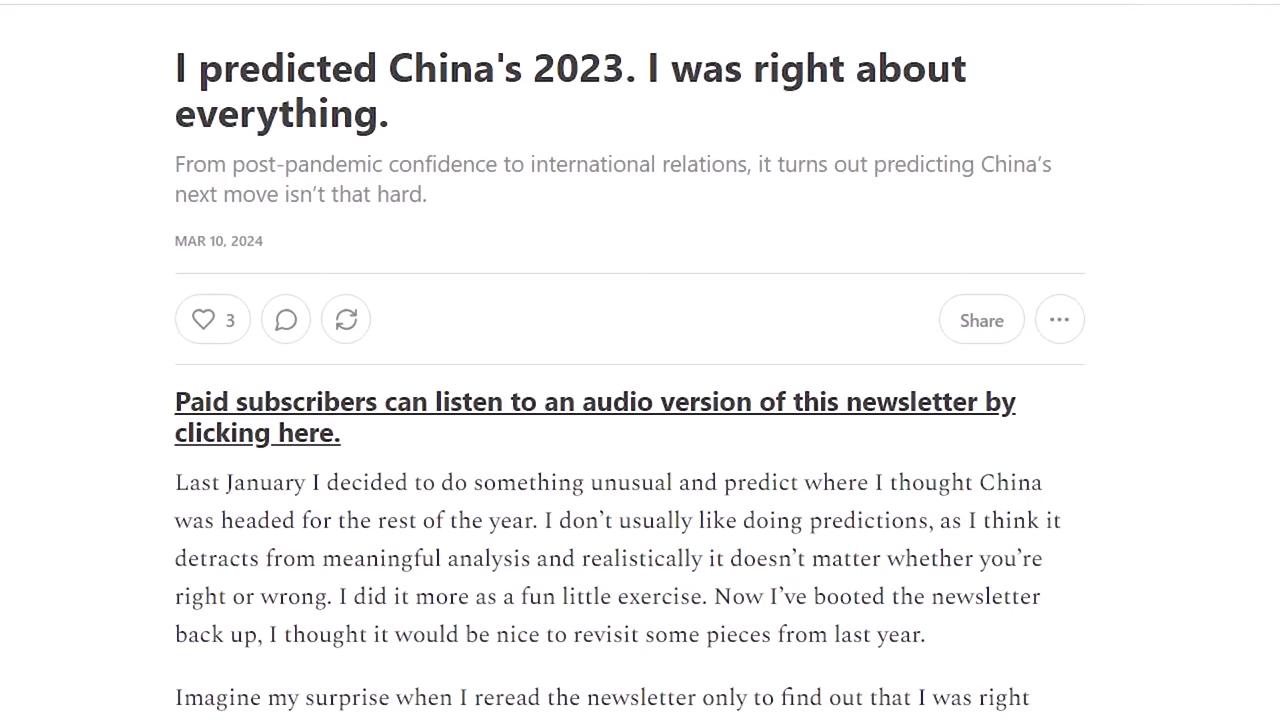 I predicted China's 2023. I was right about
everything.
From post-pandemic confidence to international relations, it turns out predicting China’s
next move isn’t that hard.
MAR 10, 2024
3
Share
Paid subscribers can listen to an audio version of this newsletter by
clicking here.
Last January I decided to do something unusual and predict where I thought China
was headed for the rest of the year. I don’t usually like doing predictions, as I think it
detracts from meaningful analysis and realistically it doesn’t matter whether you’re
right or wrong. I did it more as a fun little exercise. Now I’ve booted the newsletter
back up, I thought it would be nice to revisit some pieces from last year.
Imagine my surprise when I reread the newsletter only to find out that I was right